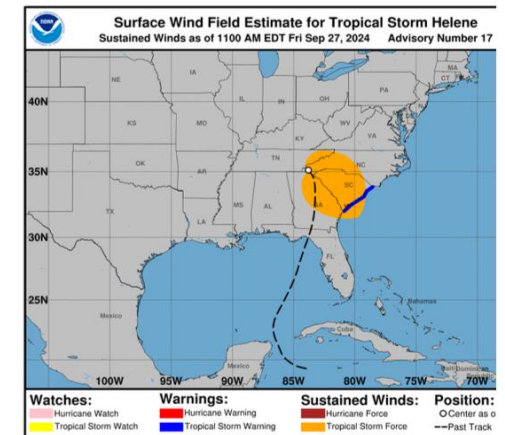 NOAA
Surface Wind Field Estimate for Tropical Storm Helene
Sustained Winds as of 1100 AM EDT Fri Sep 27, 2024 Advisory Number 17
MA
IA
NE
CT
PA
40N
IL
IN
OH
KS
MO
WV
VA
KY
OK
TN
NC
35N
AR
SC
MS
AL
GA
TX
LA
30N
FL
25N
Mexico
Bahamas
Cuba
Mexico
Dominican
Republic
100W 95W 90W 85W 80W 75W 70W
Watches: Warnings: Sustained Winds: Position:
Hurricane Watch Hurricane Warning Hurricane Force Center as o
Tropical Storm Watch Tropical Storm Warning Tropical Storm Force Past Track